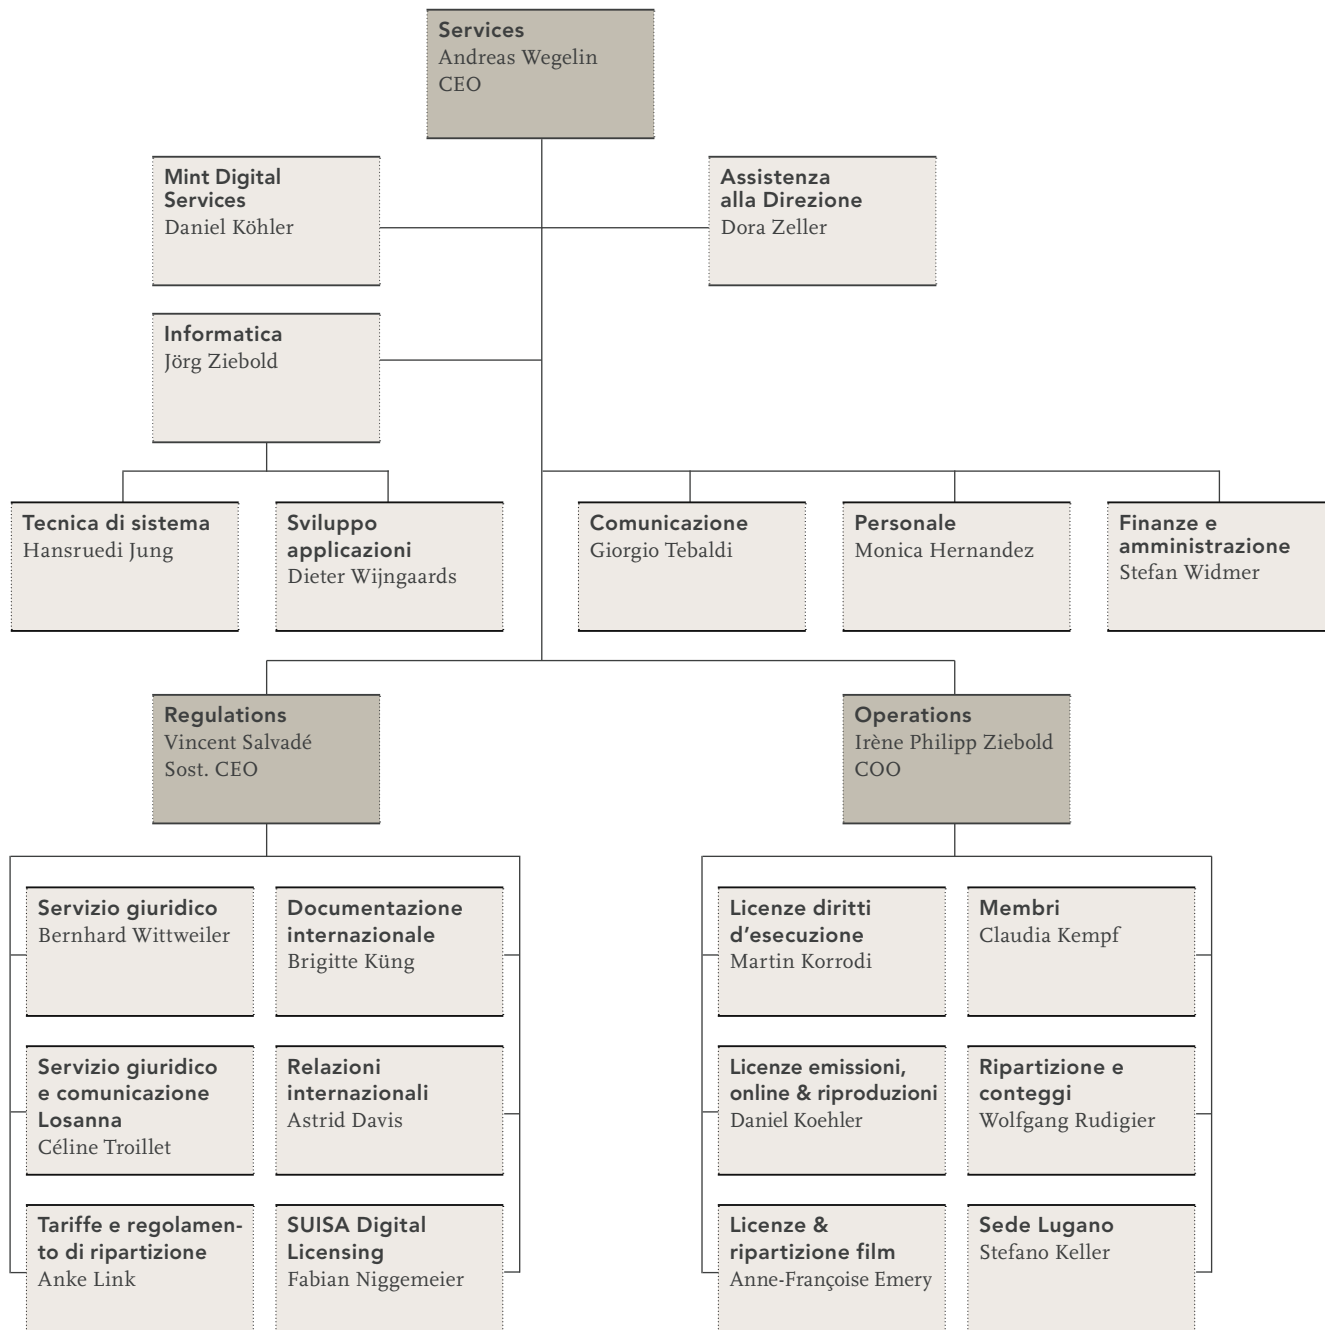 Services
Andreas Wegelin
CEO
Mint Digital
Services
Daniel Köhler
Assistenza
alla Direzione
Dora Zeller
Informatica
Jörg Ziebold
Tecnica di sistema
Hansruedi Jung
Sviluppo
applicazioni
Dieter Wijngaards
Comunicazione
Giorgio Tebaldi
Personale
Monica Hernandez
Finanze e
amministrazione
Stefan Widmer
Regulations
Vincent Salvadé
Sost. CEO
Operations
Irène Philipp Ziebold
COO
Servizio giuridico
Bernhard Wittweiler
Documentazione
internazionale
Brigitte Küng
Licenze diritti
d’esecuzione
Martin Korrodi
Membri
Claudia Kempf
Servizio giuridico
e comunicazione
Losanna
Céline Troillet
Relazioni
internazionali
Astrid Davis
Licenze emissioni,
online & riproduzioni
Daniel Koehler
Ripartizione e
conteggi
Wolfgang Rudigier
Tariffe e regolamen-
to di ripartizione
Anke Link
SUISA Digital
Licensing
Fabian Niggemeier
Licenze &
ripartizione film
Anne-Françoise Emery
Sede Lugano
Stefano Keller